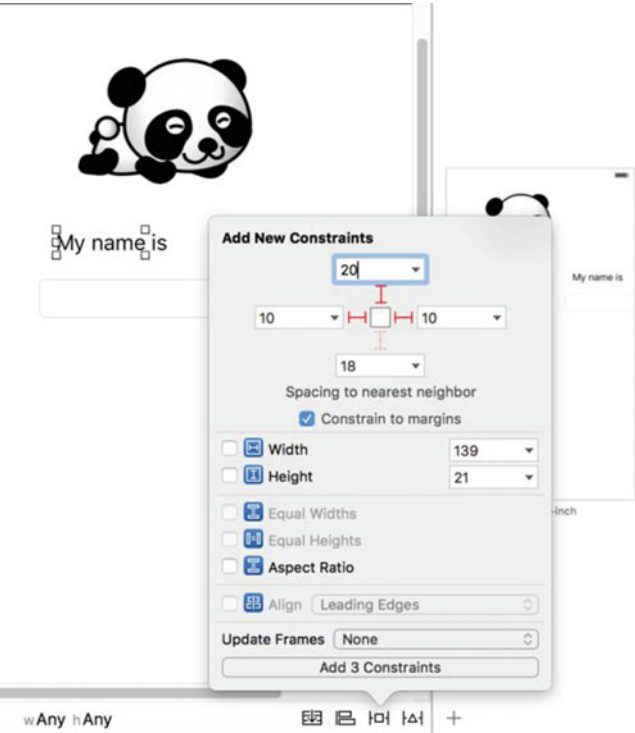 My name is
My name is
Add New Constraints
20
10 10
18
Spacing to nearest neighbor
Constrain to margins
Width 139
Height 21
-inch
Equal Widths
Equal Heights
Aspect Ratio
Align Leading Edges
Update Frames None
Add 3 Constraints
wAny hAny